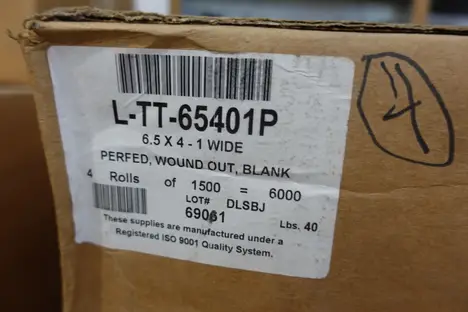 L-TT-65401P
6.5 X 4 - 1 WIDE
PERFED, WOUND OUT, BLANK
4 Rolls of 1500 = 6000
LOT# DLSBJ
69061 Lbs. 40
These supplies are manufactured under a
Registered ISO 9001 Quality System.
4